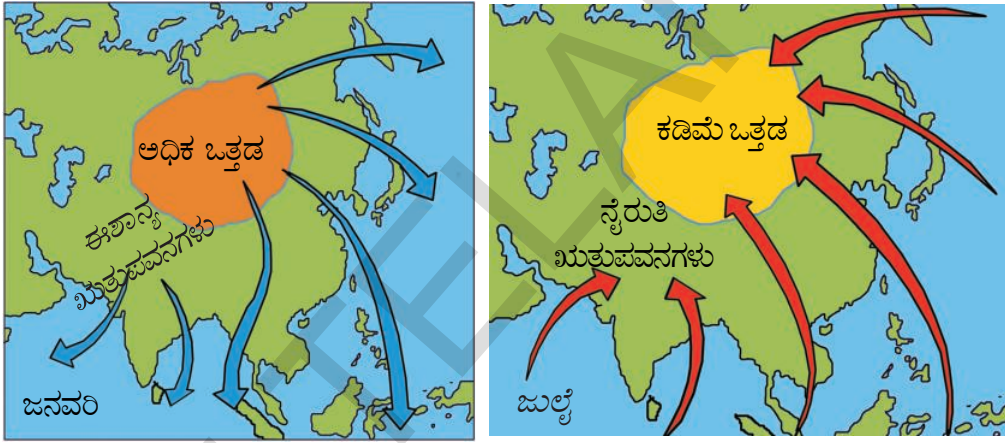 ಅಧಿಕ ಒತ್ತಡ
ಈಶಾನ್ಯ
ಋತುಪವನಗಳು
ಜನವರಿ
ಕಡಿಮೆ ಒತ್ತಡ
ನೈರುತಿ
ಋತುಪವನಗಳು
ಜುಲೈ